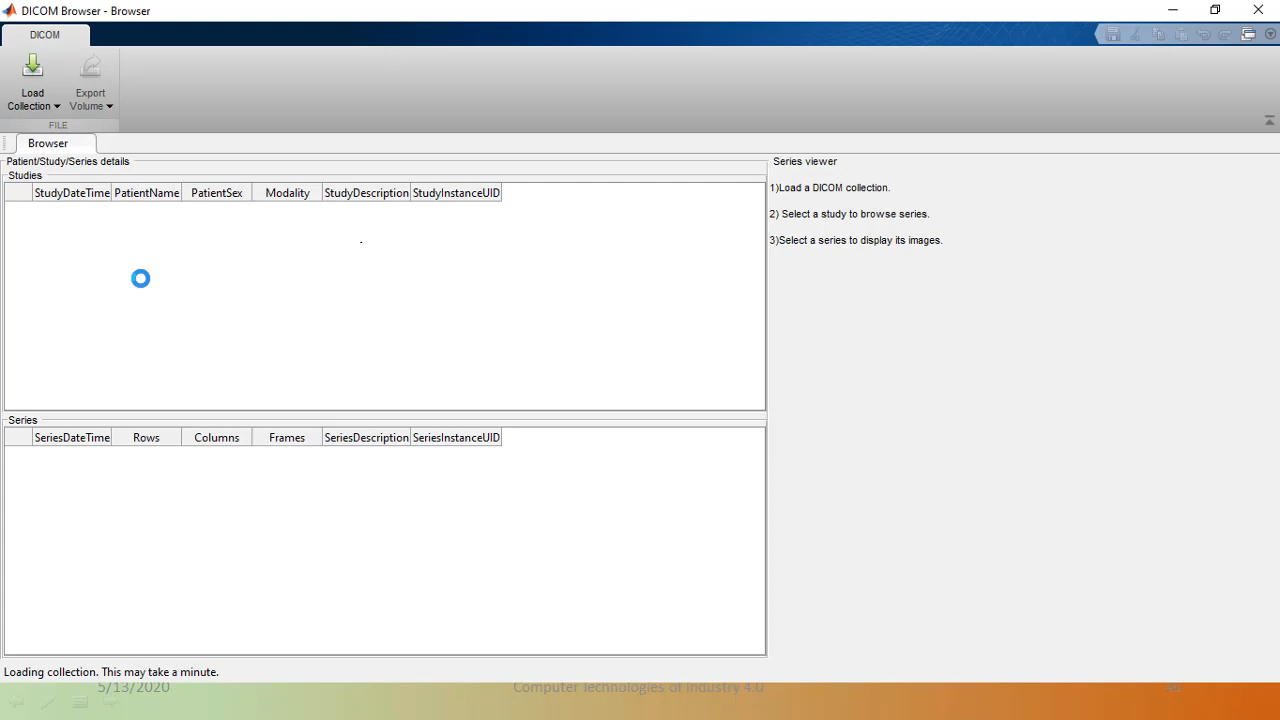 DICOM Browser - Browser
DICOM
Load Collection
Export Volume
FILE
Browser
Patient/Study/Series details
Studies
StudyDateTime PatientName PatientSex Modality StudyDescription StudyInstanceUID
Series
SeriesDateTime Rows Columns Frames SeriesDescription SeriesInstanceUID
Series viewer
1)Load a DICOM collection.
2) Select a study to browse series.
3)Select a series to display its images.
Loading collection. This may take a minute.
5/13/2020 Computer Technologies of Industry 4.0